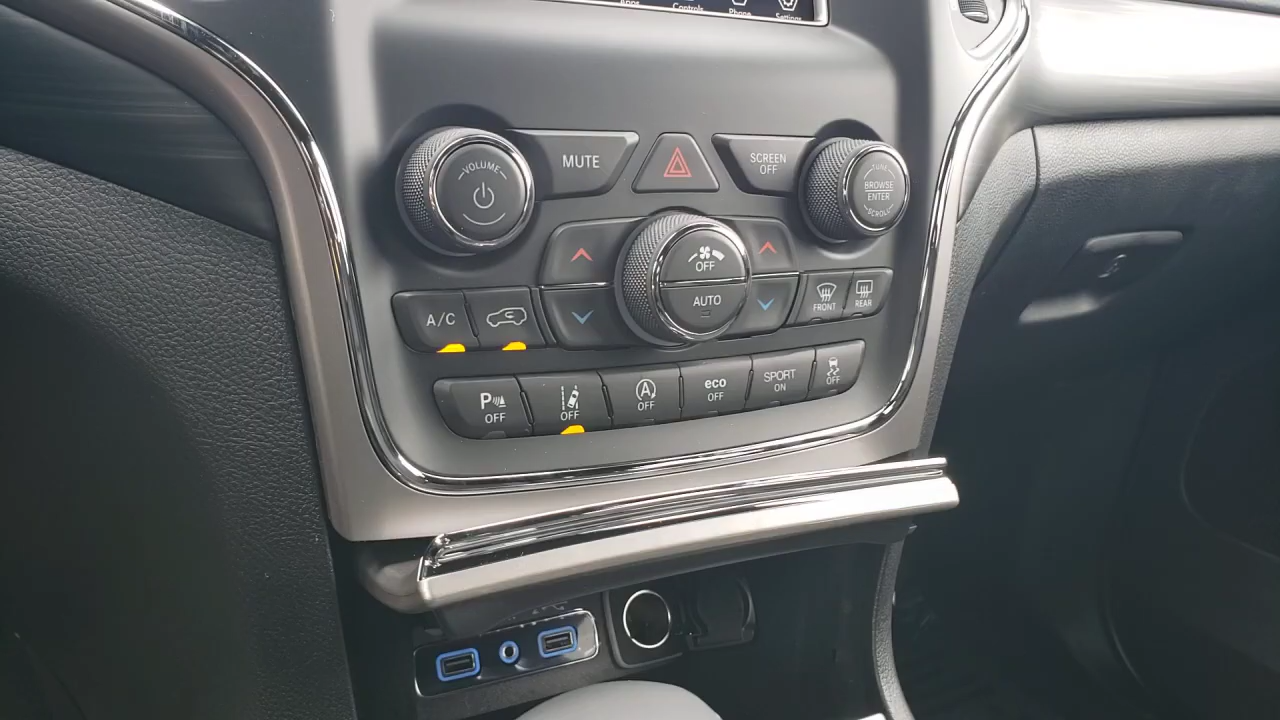 Apps
Controls
Phone
Settings
VOLUME
MUTE
SCREEN
OFF
TUNE
BROWSE
ENTER
SCROLL
OFF
AUTO
A/C
FRONT
REAR
P
OFF
OFF
A
OFF
eco
OFF
SPORT
ON
OFF